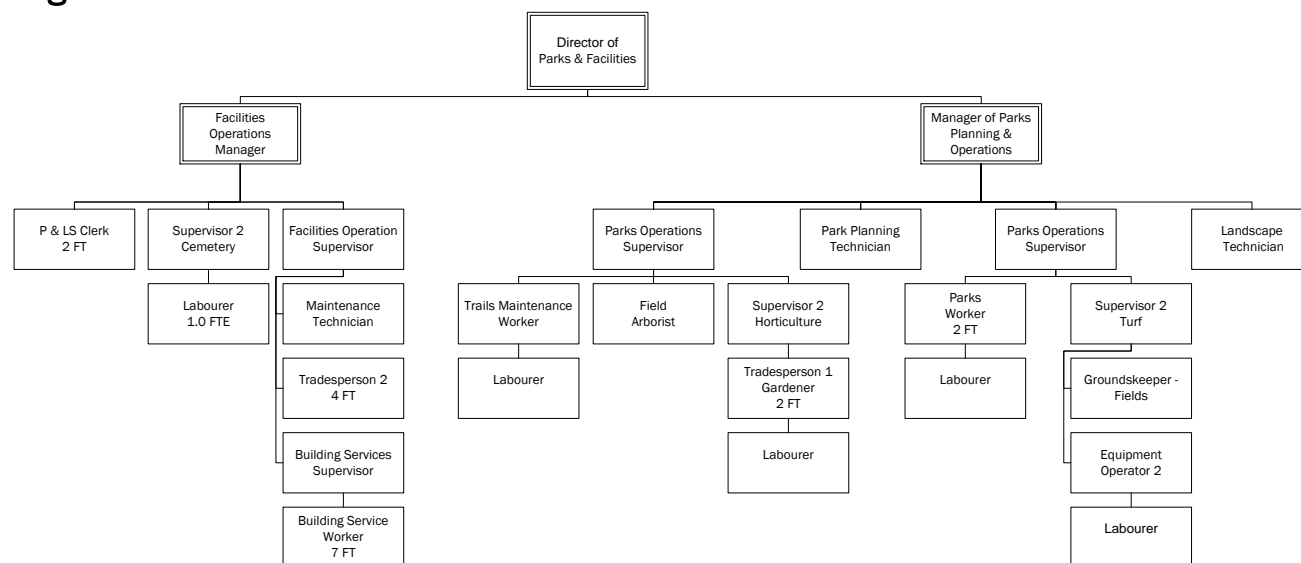 Director of
Parks & Facilities
Facilities
Operations
Manager
Manager of Parks
Planning &
Operations
P & LS Clerk
2 FT
Supervisor 2
Cemetery
Facilities Operation
Supervisor
Parks Operations
Supervisor
Park Planning
Technician
Parks Operations
Supervisor
Landscape
Technician
Labourer
1.0 FTE
Maintenance
Technician
Trails Maintenance
Worker
Field
Arborist
Supervisor 2
Horticulture
Parks
Worker
2 FT
Supervisor 2
Turf
Tradesperson 2
4 FT
Labourer
Tradesperson 1
Gardener
2 FT
Labourer
Groundskeeper -
Fields
Building Services
Supervisor
Labourer
Equipment
Operator 2
Building Service
Worker
7 FT
Labourer